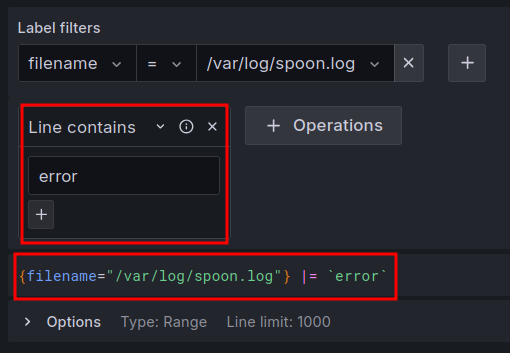 Label filters
filename = /var/log/spoon.log × +
Line contains × + Operations
error
+
{filename="/var/log/spoon.log"} |= `error`
> Options Type: Range Line limit: 1000